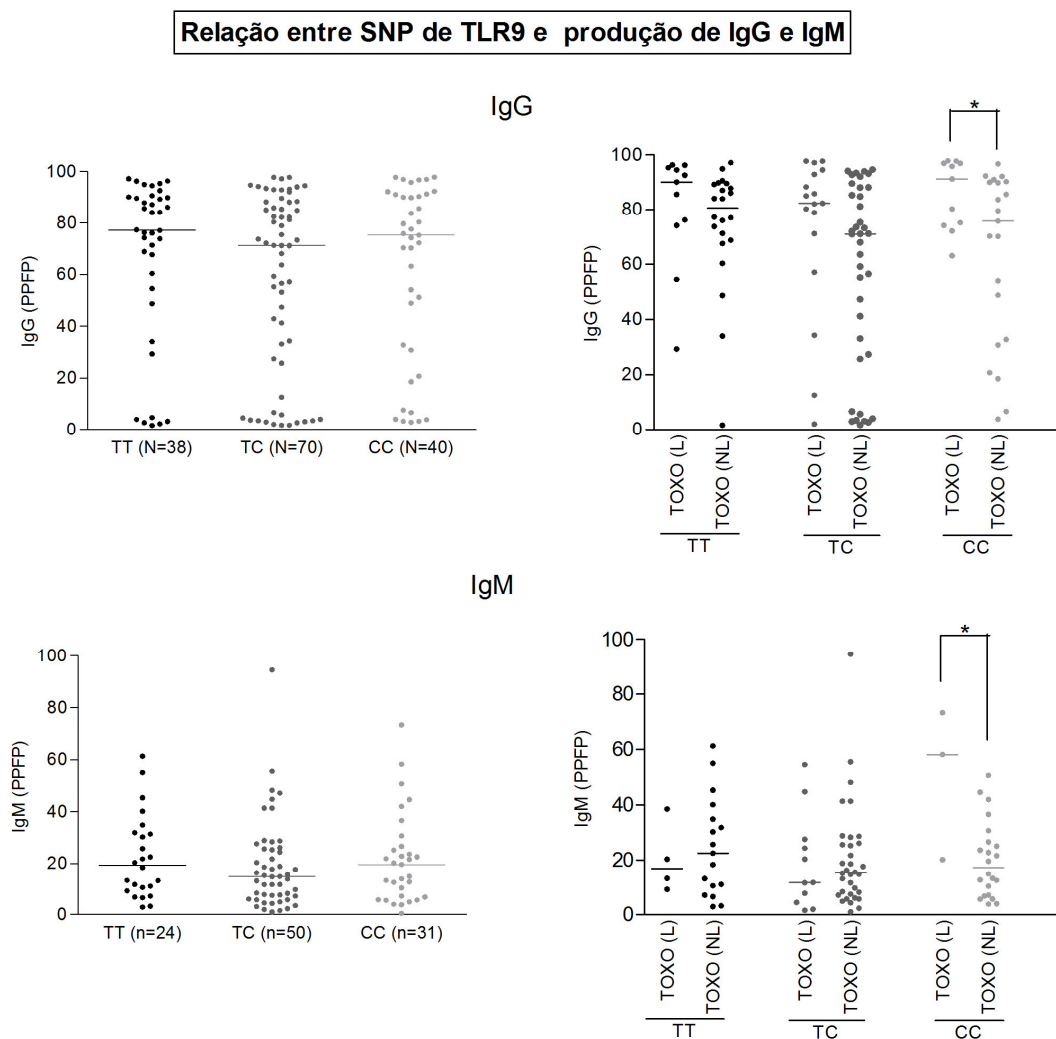 Relação entre SNP de TLR9 e produção de IgG e IgM
IgG
IgG (PPFP)
100
80
60
40
20
0
TT (N=38)
TC (N=70)
CC (N=40)
*
IgG (PPFP)
100
80
60
40
20
0
TOXO (L)
TOXO (NL)
TOXO (L)
TOXO (NL)
TOXO (L)
TOXO (NL)
TT
TC
CC
IgM
IgM (PPFP)
100
80
60
40
20
0
TT (n=24)
TC (n=50)
CC (n=31)
*
IgM (PPFP)
100
80
60
40
20
0
TOXO (L)
TOXO (NL)
TOXO (L)
TOXO (NL)
TOXO (L)
TOXO (NL)
TT
TC
CC